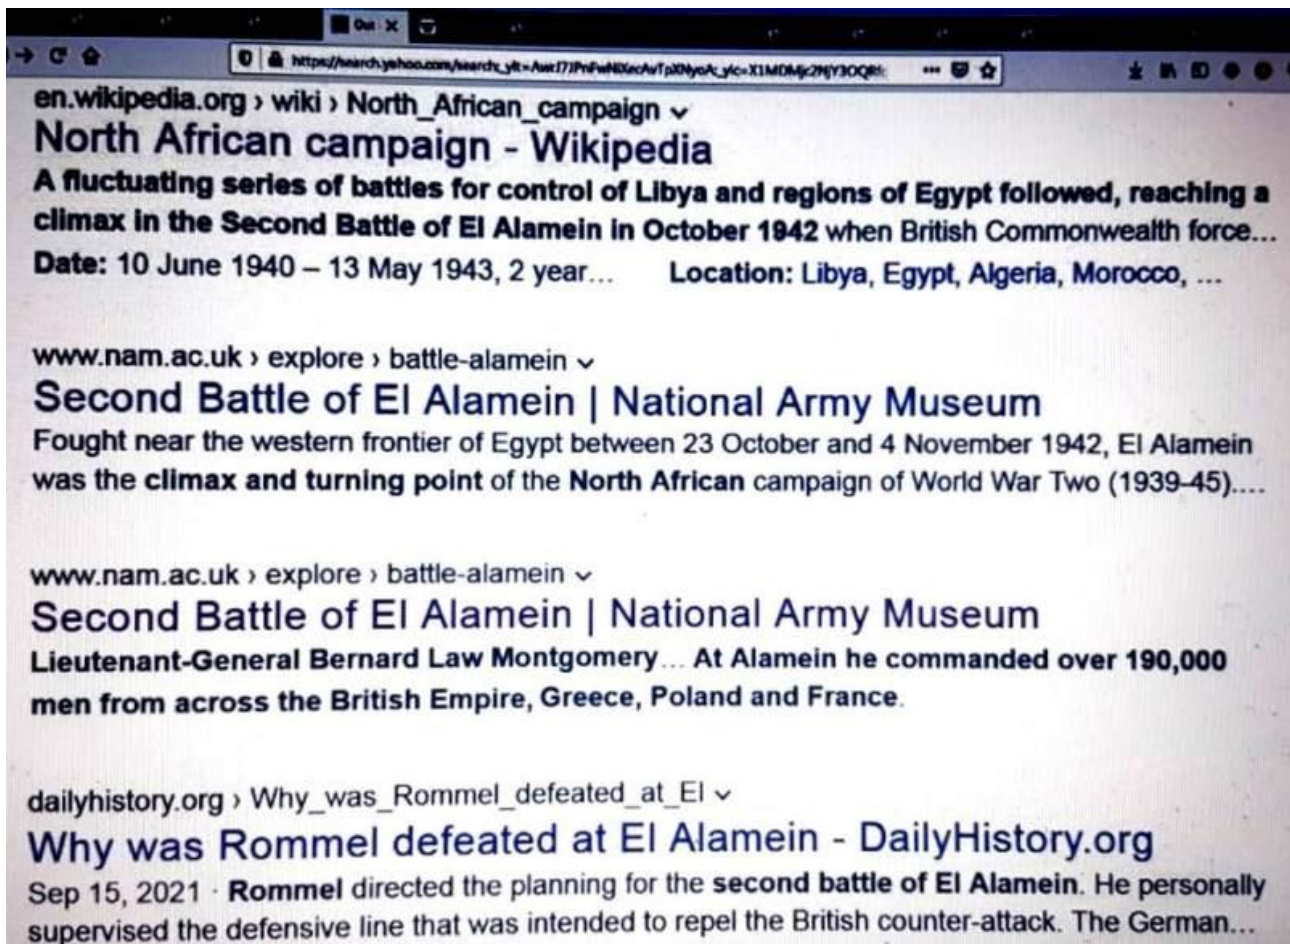 Out
en.wikipedia.org › wiki › North_African_campaign
North African campaign - Wikipedia
A fluctuating series of battles for control of Libya and regions of Egypt followed, reaching a
climax in the Second Battle of El Alamein in October 1942 when British Commonwealth force...
Date: 10 June 1940 – 13 May 1943, 2 year... Location: Libya, Egypt, Algeria, Morocco, ...
www.nam.ac.uk › explore › battle-alamein
Second Battle of El Alamein | National Army Museum
Fought near the western frontier of Egypt between 23 October and 4 November 1942, El Alamein
was the climax and turning point of the North African campaign of World War Two (1939-45)....
www.nam.ac.uk › explore › battle-alamein
Second Battle of El Alamein | National Army Museum
Lieutenant-General Bernard Law Montgomery... At Alamein he commanded over 190,000
men from across the British Empire, Greece, Poland and France.
dailyhistory.org › Why_was_Rommel_defeated_at_El
Why was Rommel defeated at El Alamein - DailyHistory.org
Sep 15, 2021 · Rommel directed the planning for the second battle of El Alamein. He personally
supervised the defensive line that was intended to repel the British counter-attack. The German...